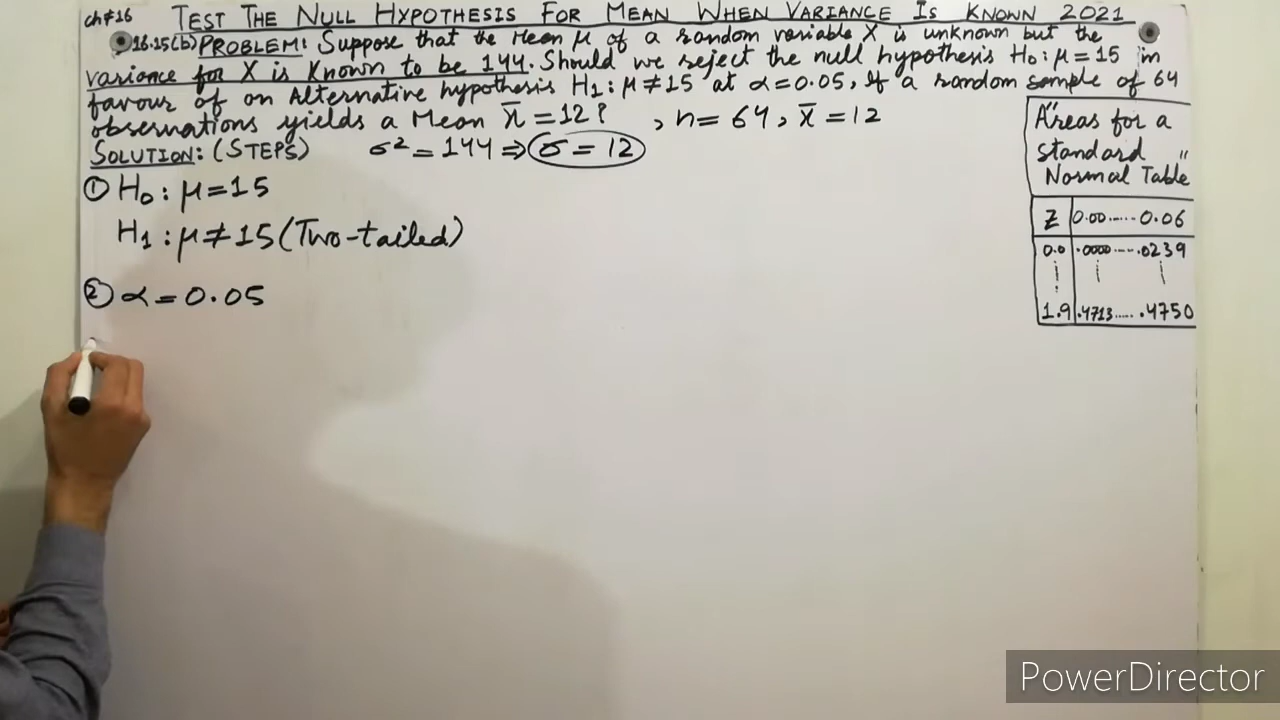 ch#16 TEST THE NULL HYPOTHESIS FOR MEAN WHEN VARIANCE IS KNOWN 2021
16.15(b) PROBLEM: Suppose that the Mean μ of a random variable X is unknown but the
variance for X is known to be 144. Should we reject the null hypothesis H₀: μ = 15 in
favour of an Alternative hypothesis H₁: μ ≠ 15 at α = 0.05, If a random sample of 64
observations yields a Mean x̄ = 12? , n = 64, x̄ = 12
SOLUTION: (STEPS) σ² = 144 ⇒ σ = 12
① H₀: μ = 15
H₁: μ ≠ 15 (Two-tailed)
② α = 0.05
"Areas for a
Standard
Normal Table"
Z 0.00...... 0.06
0.0 .0000 ---- .0239
1.9 .4713..... .4750
PowerDirector